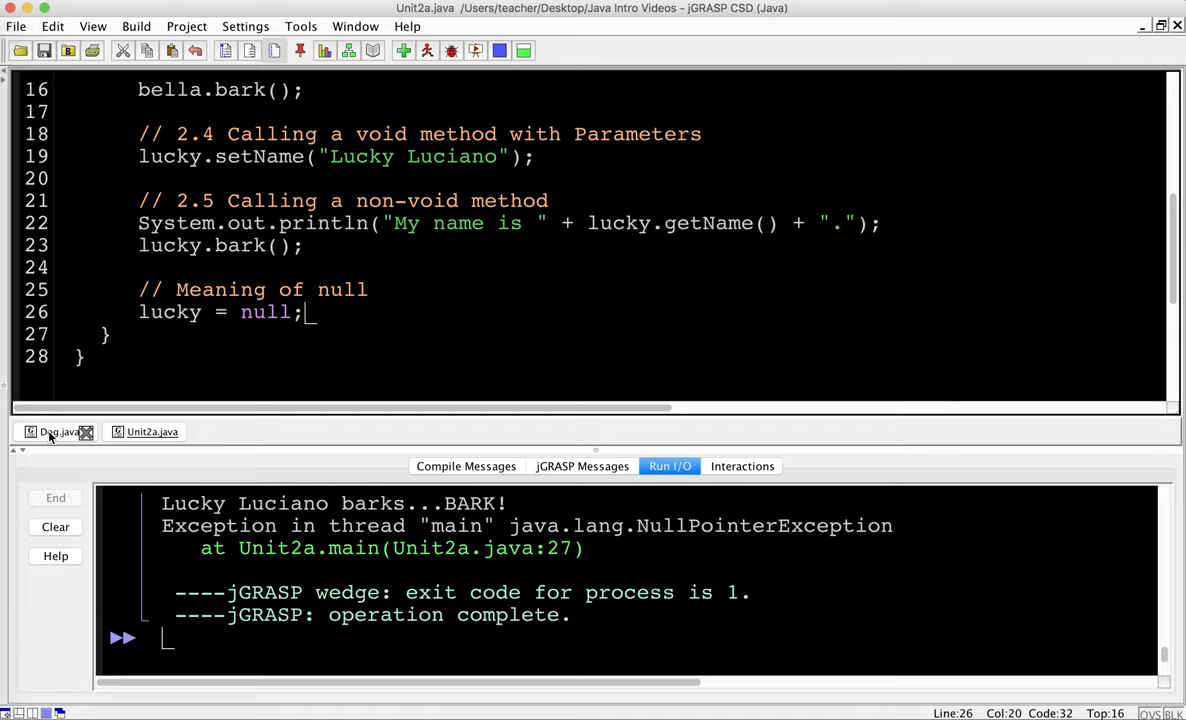 Unit2a.java /Users/teacher/Desktop/Java Intro Videos - jGRASP CSD (Java)
File Edit View Build Project Settings Tools Window Help
16 bella.bark();
17
18 // 2.4 Calling a void method with Parameters
19 lucky.setName("Lucky Luciano");
20
21 // 2.5 Calling a non-void method
22 System.out.println("My name is " + lucky.getName() + ".");
23 lucky.bark();
24
25 // Meaning of null
26 lucky = null;
27 }
28 }
Dog.java Unit2a.java
Compile Messages jGRASP Messages Run I/O Interactions
End
Clear
Help
Lucky Luciano barks...BARK!
Exception in thread "main" java.lang.NullPointerException
at Unit2a.main(Unit2a.java:27)
----jGRASP wedge: exit code for process is 1.
----jGRASP: operation complete.
Line:26 Col:20 Code:32 Top:16 OVS BLK